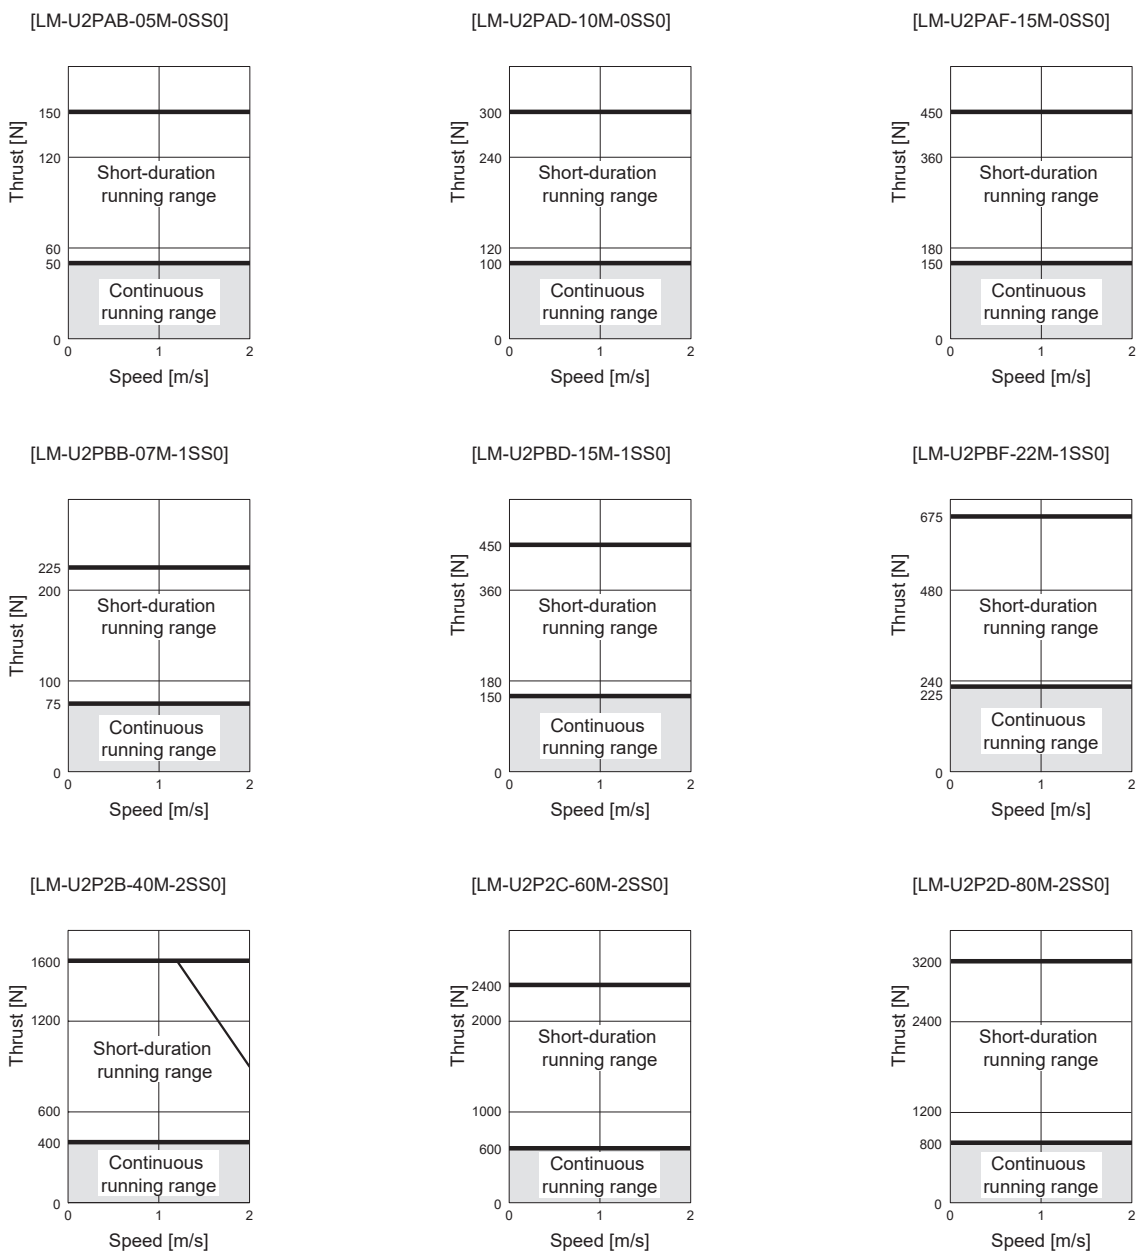 [LM-U2PAB-05M-0SS0]
Thrust [N]
150
120
60
50
0
Short-duration
running range
Continuous
running range
0 1 2
Speed [m/s]
[LM-U2PAD-10M-0SS0]
Thrust [N]
300
240
120
100
0
Short-duration
running range
Continuous
running range
0 1 2
Speed [m/s]
[LM-U2PAF-15M-0SS0]
Thrust [N]
450
360
180
150
0
Short-duration
running range
Continuous
running range
0 1 2
Speed [m/s]
[LM-U2PBB-07M-1SS0]
Thrust [N]
225
200
100
75
0
Short-duration
running range
Continuous
running range
0 1 2
Speed [m/s]
[LM-U2PBD-15M-1SS0]
Thrust [N]
450
360
180
150
0
Short-duration
running range
Continuous
running range
0 1 2
Speed [m/s]
[LM-U2PBF-22M-1SS0]
Thrust [N]
675
480
240
225
0
Short-duration
running range
Continuous
running range
0 1 2
Speed [m/s]
[LM-U2P2B-40M-2SS0]
Thrust [N]
1600
1200
600
400
0
Short-duration
running range
Continuous
running range
0 1 2
Speed [m/s]
[LM-U2P2C-60M-2SS0]
Thrust [N]
2400
2000
1000
600
0
Short-duration
running range
Continuous
running range
0 1 2
Speed [m/s]
[LM-U2P2D-80M-2SS0]
Thrust [N]
3200
2400
1200
800
0
Short-duration
running range
Continuous
running range
0 1 2
Speed [m/s]